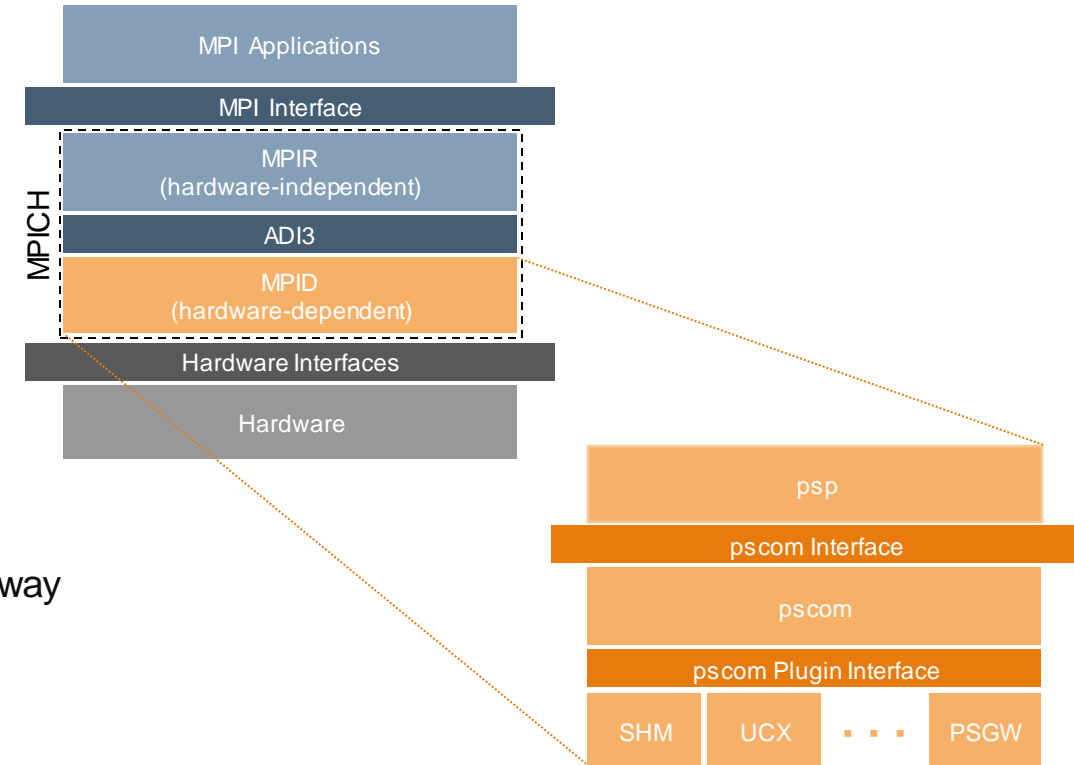 MPI Applications
MPI Interface
MPICH
MPIR
(hardware-independent)
ADI3
MPID
(hardware-dependent)
Hardware Interfaces
Hardware
way
psp
pscom Interface
pscom
pscom Plugin Interface
SHM UCX ... PSGW